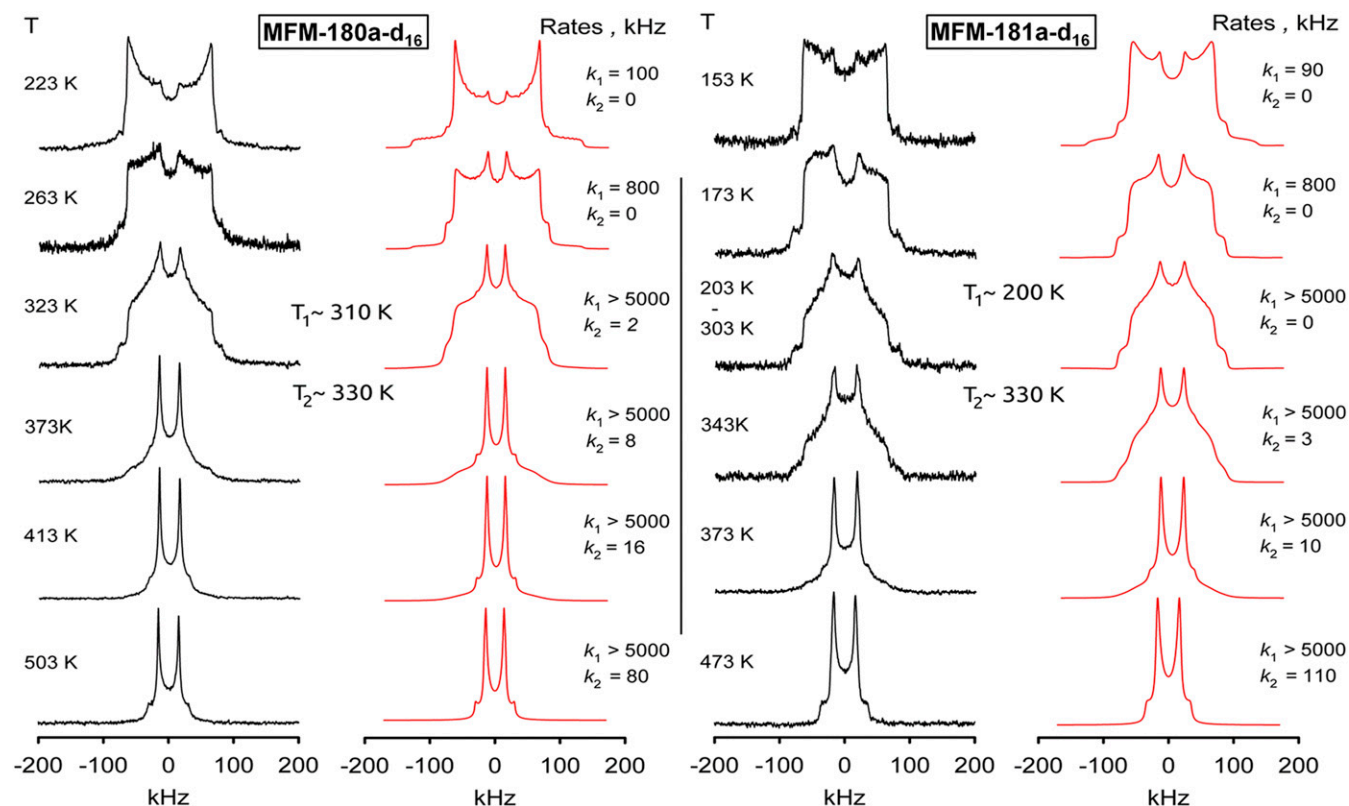 T
MFM-180a-d16
Rates , kHz
223 K
k1 = 100
k2 = 0
263 K
k1 = 800
k2 = 0
323 K
T1~ 310 K
k1 > 5000
k2 = 2
T2~ 330 K
373K
k1 > 5000
k2 = 8
413 K
k1 > 5000
k2 = 16
503 K
k1 > 5000
k2 = 80
-200 -100 0 100 200
-200 -100 0 100 200
kHz
kHz
T
MFM-181a-d16
Rates , kHz
153 K
k1 = 90
k2 = 0
173 K
k1 = 800
k2 = 0
203 K
-
303 K
T1~ 200 K
k1 > 5000
k2 = 0
T2~ 330 K
343K
k1 > 5000
k2 = 3
373 K
k1 > 5000
k2 = 10
473 K
k1 > 5000
k2 = 110
-200 -100 0 100 200
-200 -100 0 100 200
kHz
kHz